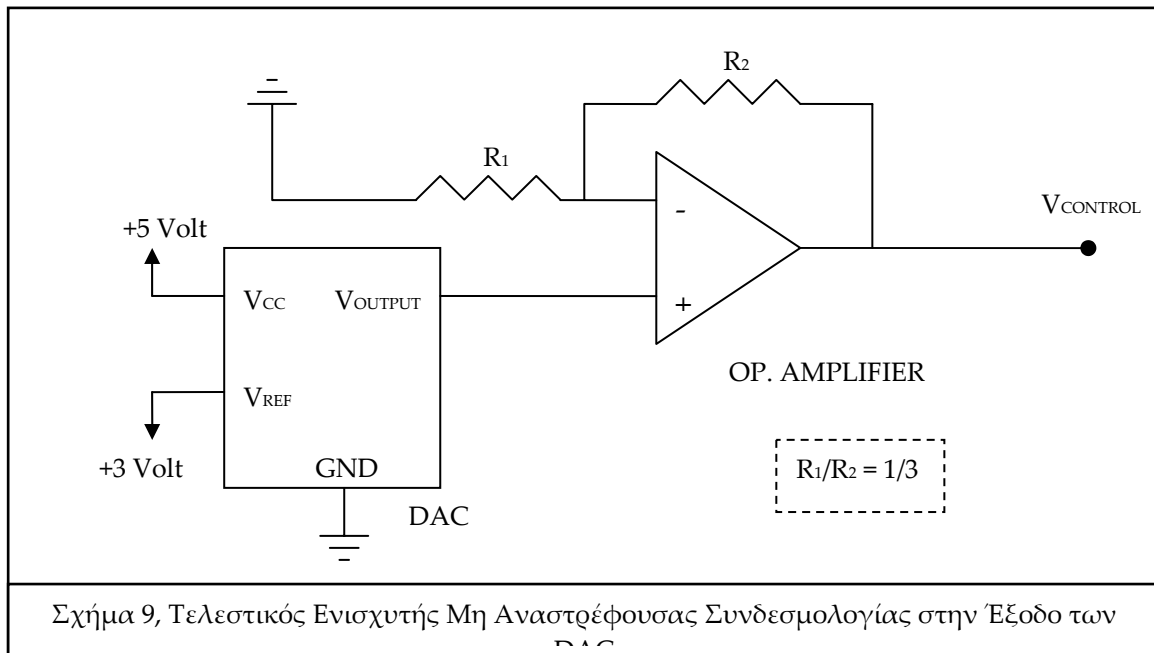 R2
R1
VCONTROL
+5 Volt
-
VCC
VOUTPUT
+
OP. AMPLIFIER
VREF
+3 Volt
GND
R1/R2 = 1/3
DAC
Σχήμα 9, Τελεστικός Ενισχυτής Μη Αναστρέφουσας Συνδεσμολογίας στην Έξοδο των
DAC